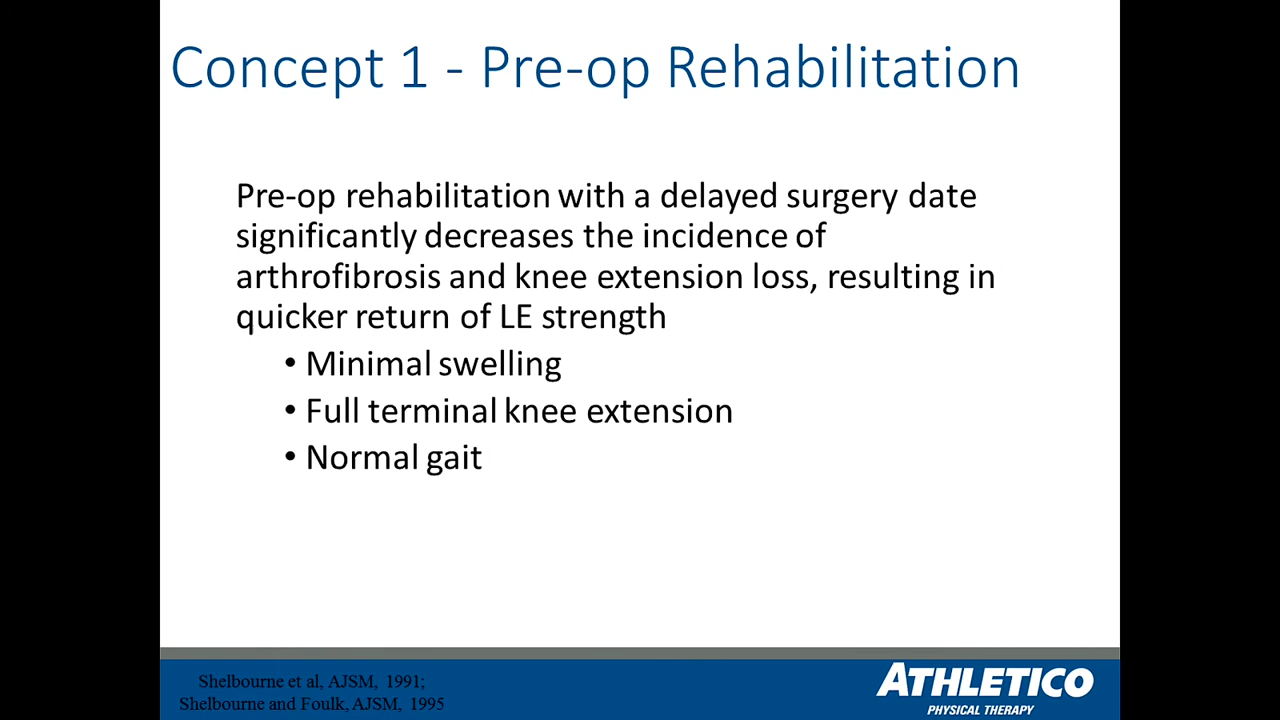 Concept 1 - Pre-op Rehabilitation
Pre-op rehabilitation with a delayed surgery date
significantly decreases the incidence of
arthrofibrosis and knee extension loss, resulting in
quicker return of LE strength
• Minimal swelling
• Full terminal knee extension
• Normal gait
Shelbourne et al, AJSM, 1991;
Shelbourne and Foulk, AJSM, 1995
ATHLETICO
PHYSICAL THERAPY